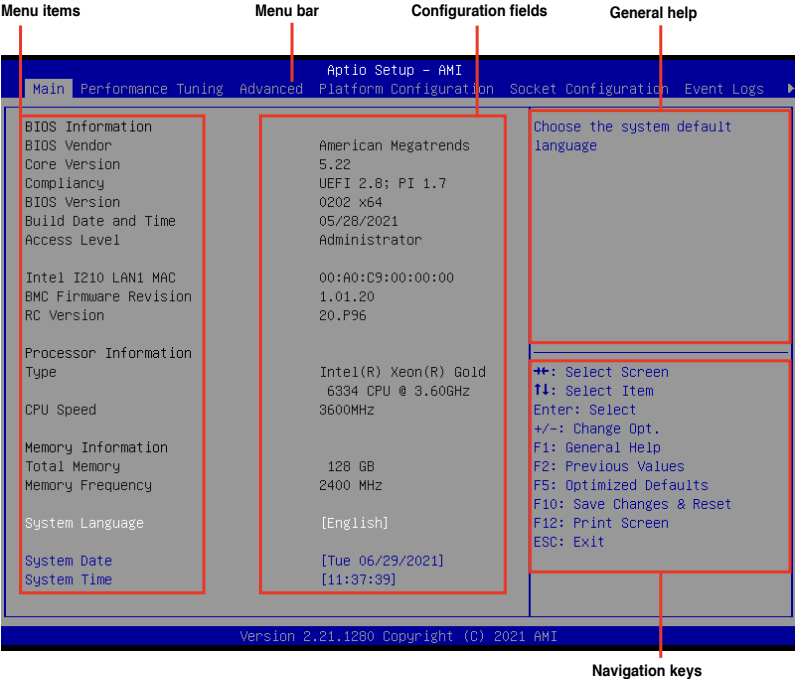 Menu items
Menu bar
Configuration fields
General help
Aptio Setup - AMI
Main Performance Tuning Advanced Platform Configuration Socket Configuration Event Logs
BIOS Information
BIOS Vendor American Megatrends
Core Version 5.22
Compliancy UEFI 2.8; PI 1.7
BIOS Version 0202 x64
Build Date and Time 05/28/2021
Access Level Administrator
Intel I210 LAN1 MAC 00:A0:C9:00:00:00
BMC Firmware Revision 1.01.20
RC Version 20.P96
Processor Information
Type Intel(R) Xeon(R) Gold
6334 CPU @ 3.60GHz
CPU Speed 3600MHz
Memory Information
Total Memory 128 GB
Memory Frequency 2400 MHz
System Language [English]
System Date [Tue 06/29/2021]
System Time [11:37:39]
Choose the system default
language
→←: Select Screen
↑↓: Select Item
Enter: Select
+/-: Change Opt.
F1: General Help
F2: Previous Values
F5: Optimized Defaults
F10: Save Changes & Reset
F12: Print Screen
ESC: Exit
Version 2.21.1280 Copyright (C) 2021 AMI
Navigation keys